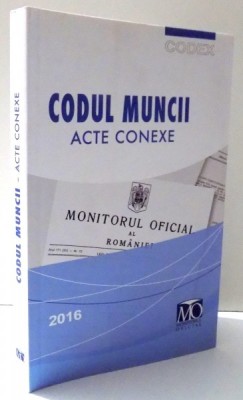 CODEX
CODUL MUNCII
ACTE CONEXE
MONITORUL OFICIAL
AL
ROMÂNIEI
2016
MO
CODUL MUNCII - ACTE CONEXE